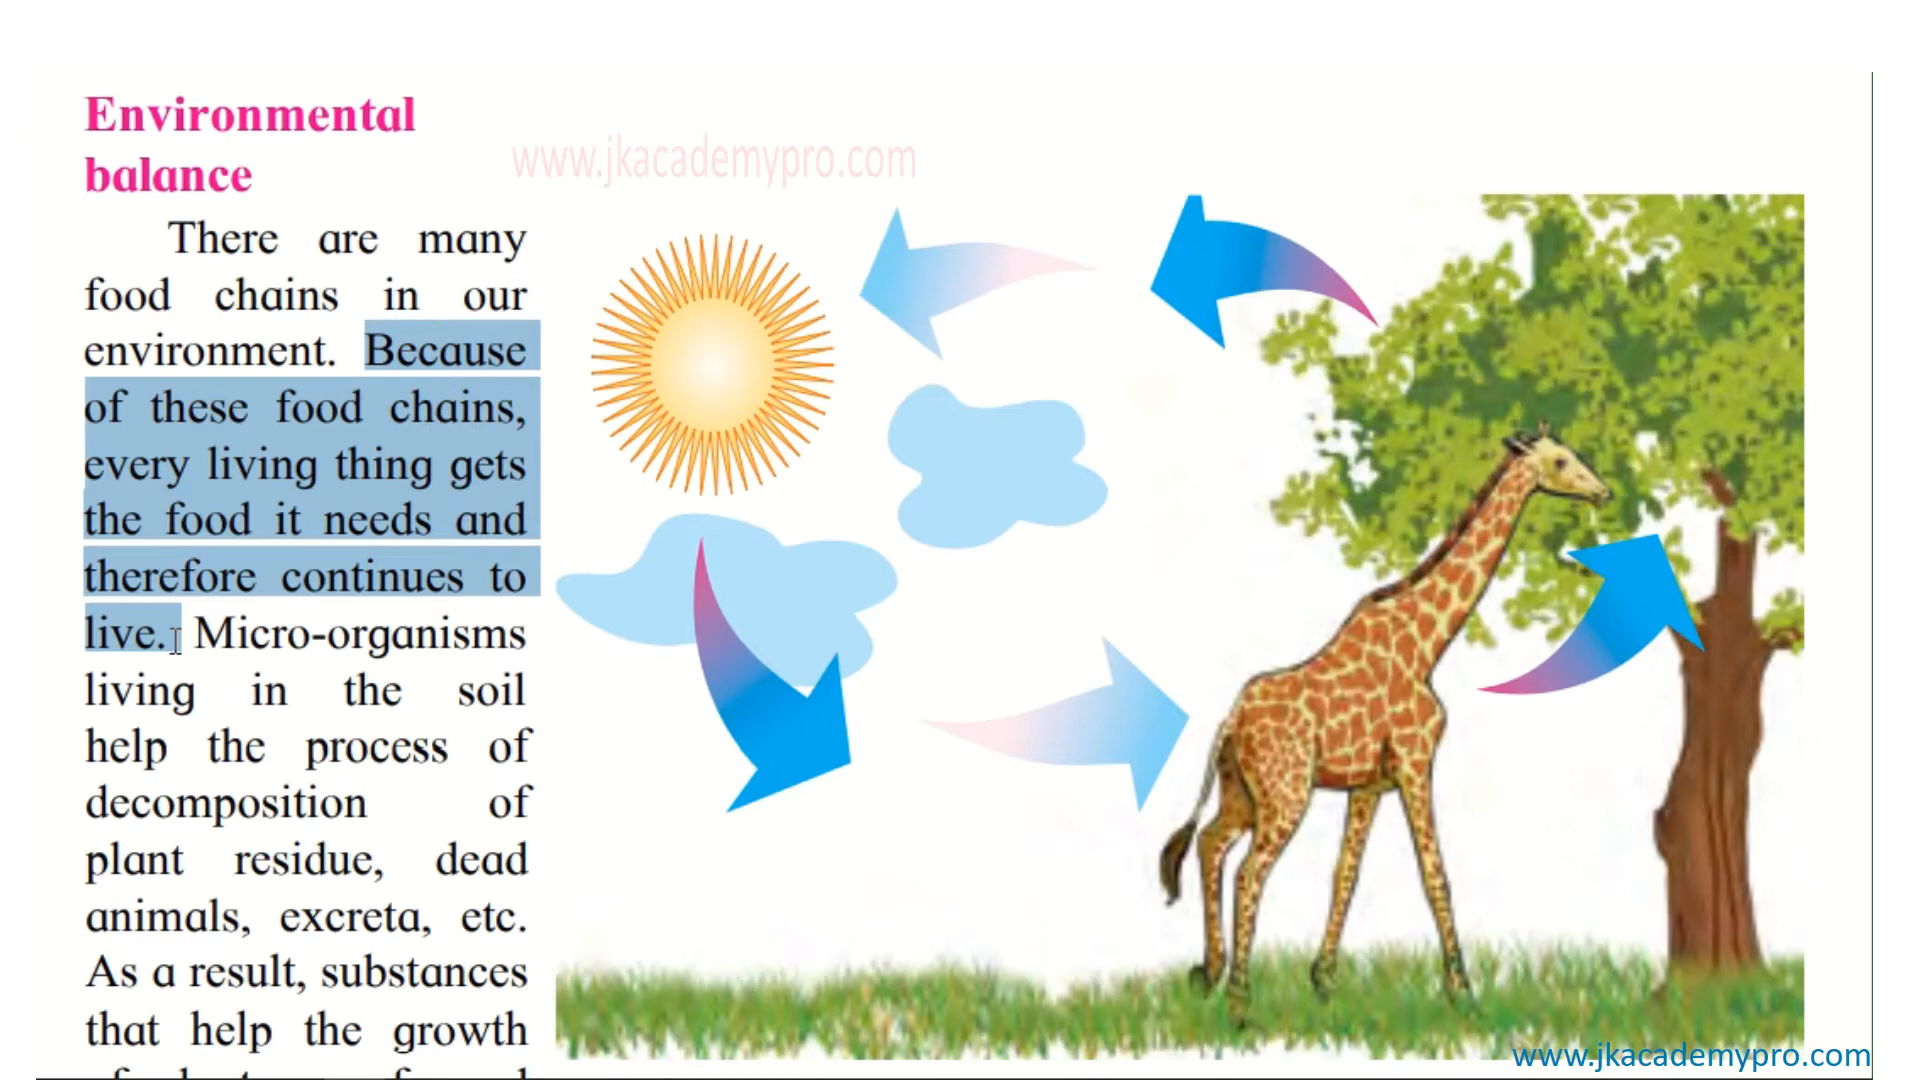 Environmental
balance
www.jkacademypro.com
There are many
food chains in our
environment. Because
of these food chains,
every living thing gets
the food it needs and
therefore continues to
live. Micro-organisms
living in the soil
help the process of
decomposition of
plant residue, dead
animals, excreta, etc.
As a result, substances
that help the growth
www.jkacademypro.com